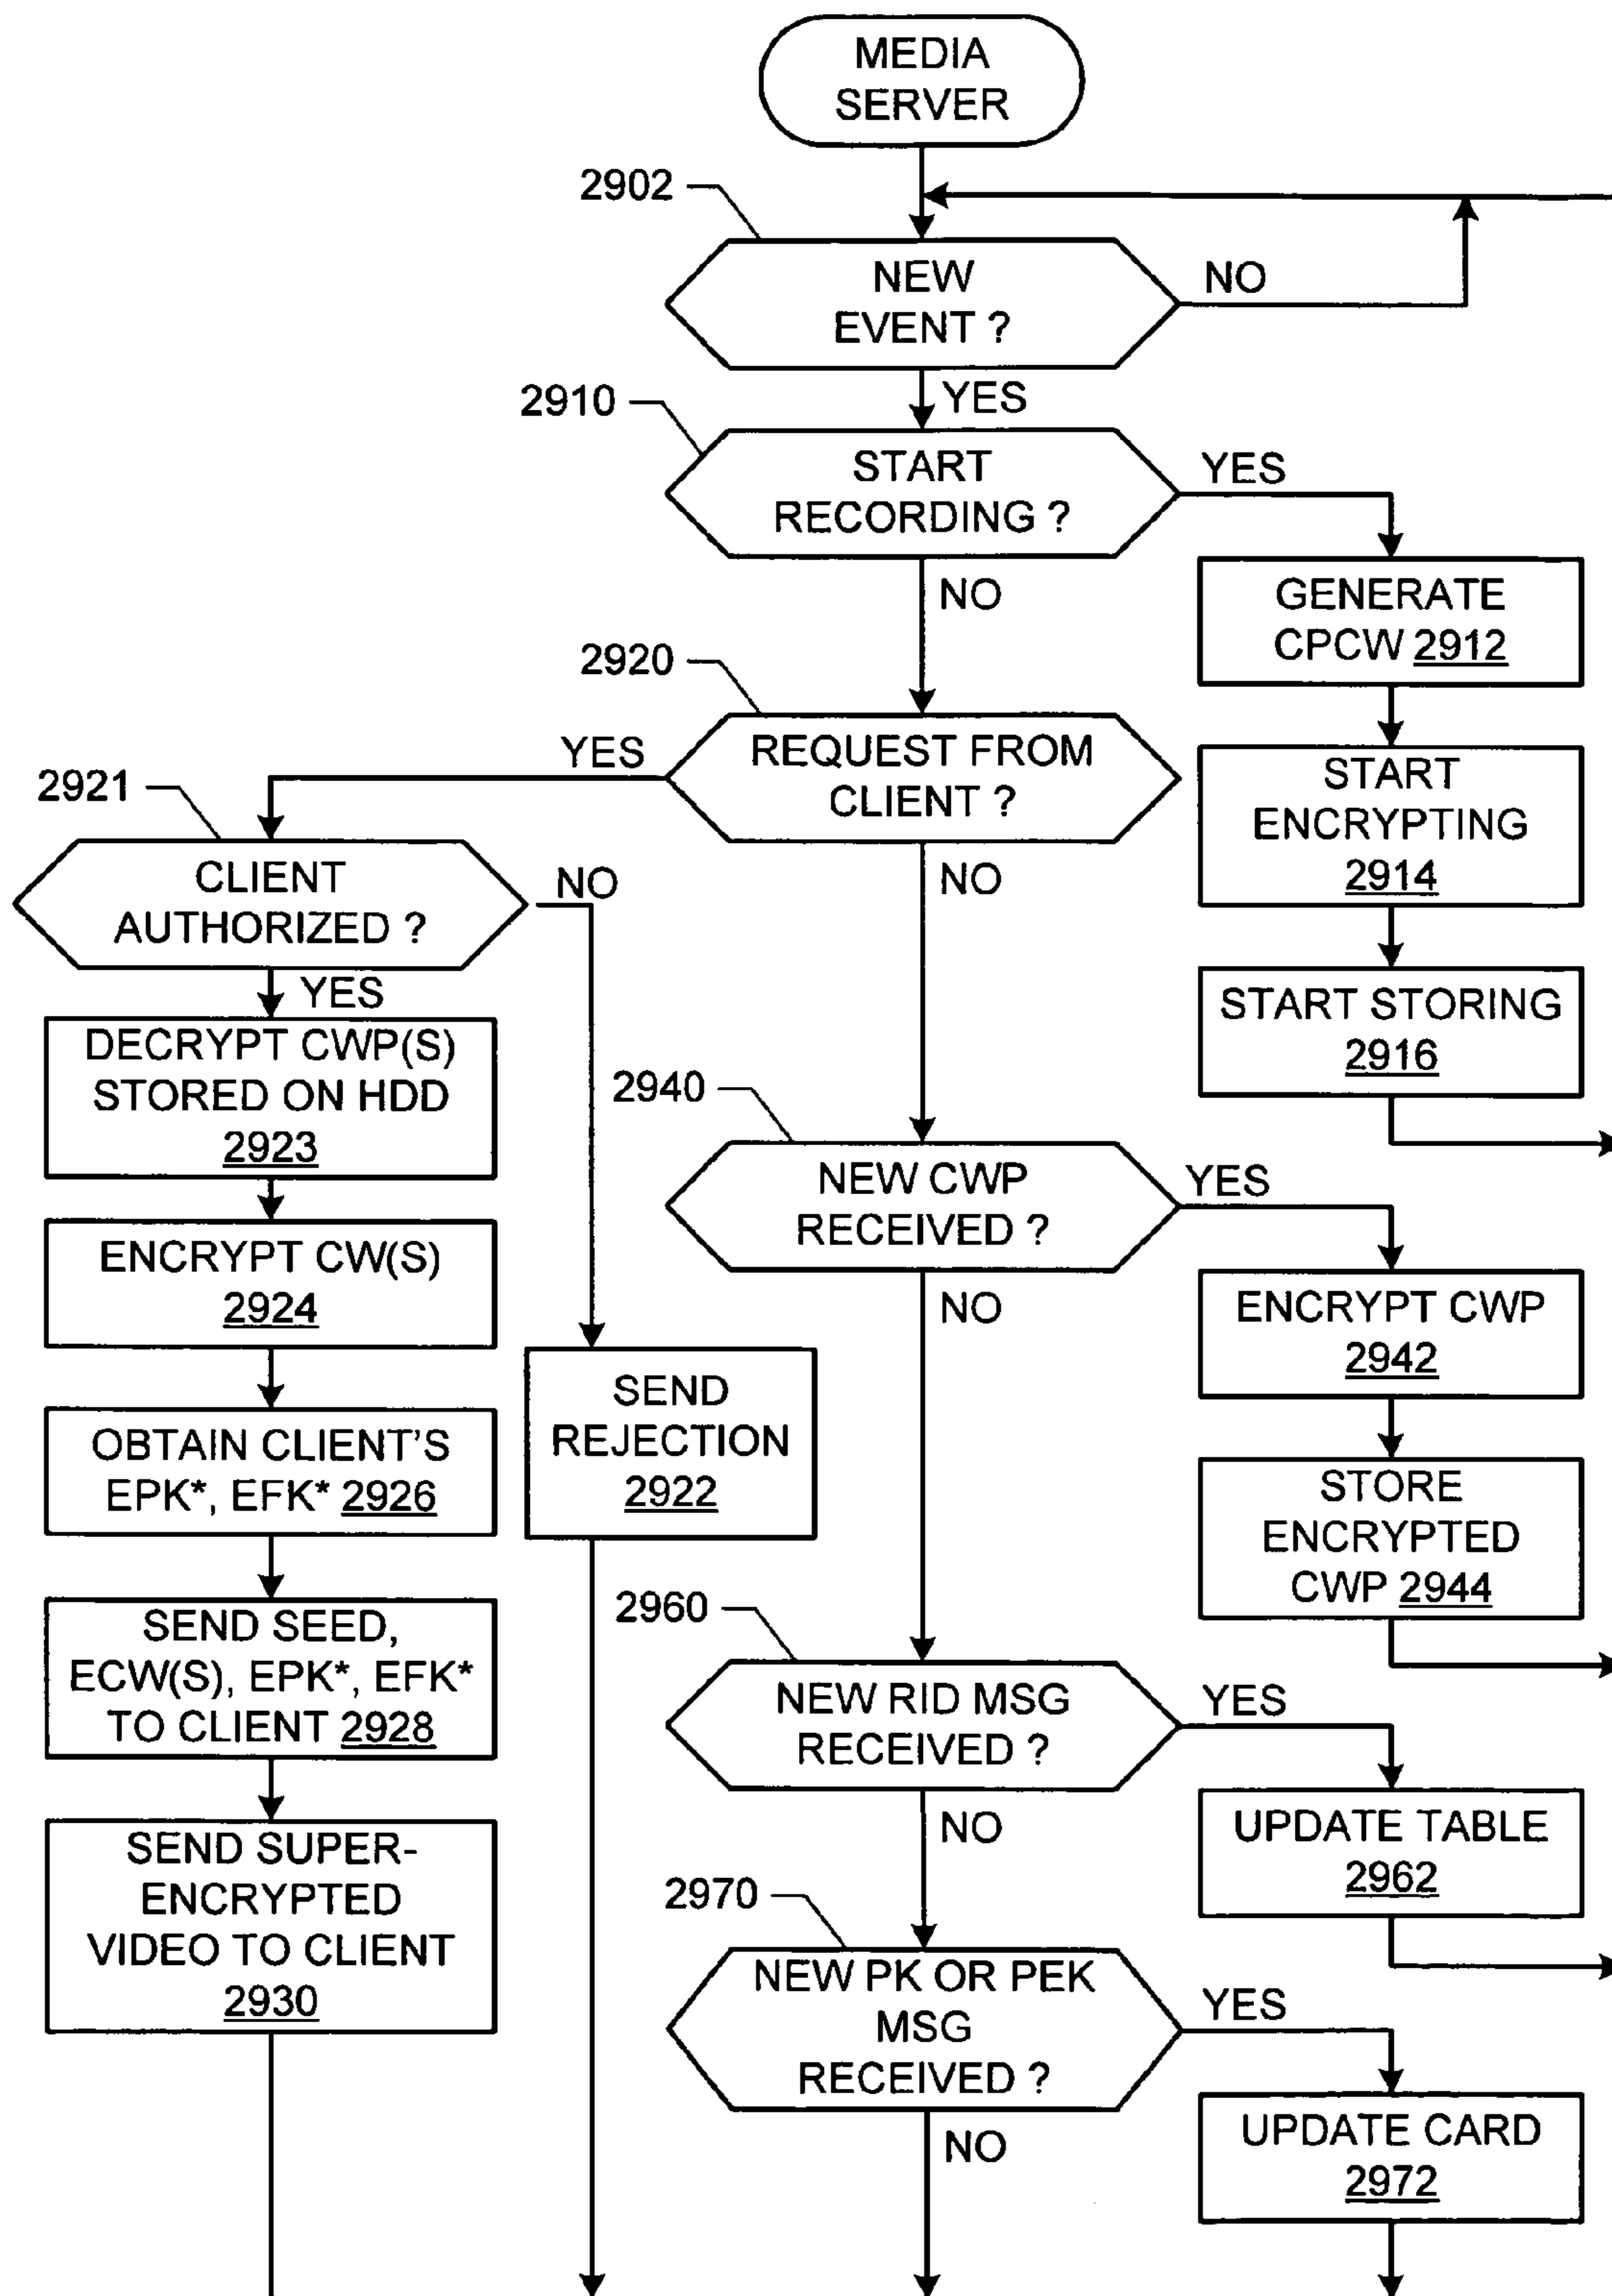 MEDIA
SERVER
2902
NEW
EVENT ?
NO
YES
2910
START
RECORDING ?
YES
NO
GENERATE
CPCW 2912
2920
REQUEST FROM
CLIENT ?
YES
NO
START
ENCRYPTING
2914
2921
CLIENT
AUTHORIZED ?
NO
YES
START STORING
2916
DECRYPT CWP(S)
STORED ON HDD
2923
2940
NEW CWP
RECEIVED ?
YES
NO
ENCRYPT CW(S)
2924
ENCRYPT CWP
2942
SEND
REJECTION
2922
OBTAIN CLIENT'S
EPK*, EFK* 2926
STORE
ENCRYPTED
CWP 2944
2960
NEW RID MSG
RECEIVED ?
YES
NO
SEND SEED,
ECW(S), EPK*, EFK*
TO CLIENT 2928
UPDATE TABLE
2962
SEND SUPER-
ENCRYPTED
VIDEO TO CLIENT
2930
2970
NEW PK OR PEK
MSG
RECEIVED ?
YES
NO
UPDATE CARD
2972